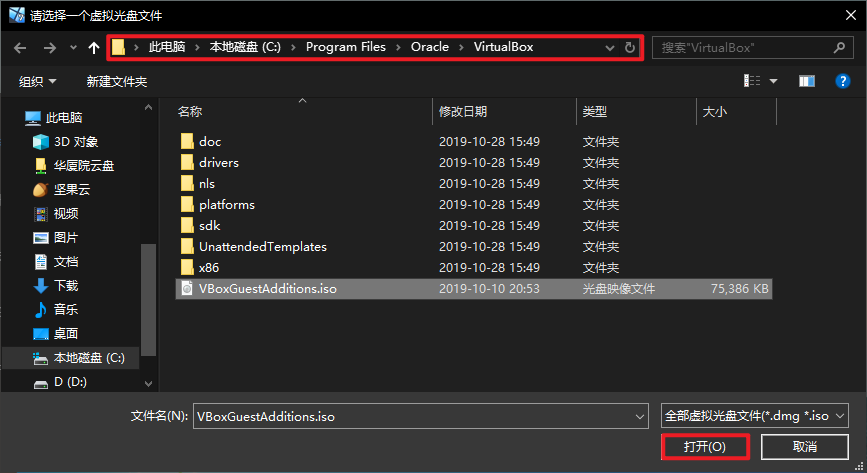 请选择一个虚拟光盘文件
此电脑 本地磁盘 (C:) Program Files Oracle VirtualBox 搜索"VirtualBox"
组织 新建文件夹
名称 修改日期 类型 大小
此电脑
3D 对象
华厦院云盘
坚果云
视频
图片
文档
下载
音乐
桌面
本地磁盘 (C:)
D (D:)
doc 2019-10-28 15:49 文件夹
drivers 2019-10-28 15:49 文件夹
nls 2019-10-28 15:49 文件夹
platforms 2019-10-28 15:49 文件夹
sdk 2019-10-28 15:49 文件夹
UnattendedTemplates 2019-10-28 15:49 文件夹
x86 2019-10-28 15:49 文件夹
VBoxGuestAdditions.iso 2019-10-10 20:53 光盘映像文件 75,386 KB
文件名(N): VBoxGuestAdditions.iso 全部虚拟光盘文件(*.dmg *.iso
打开(O) 取消